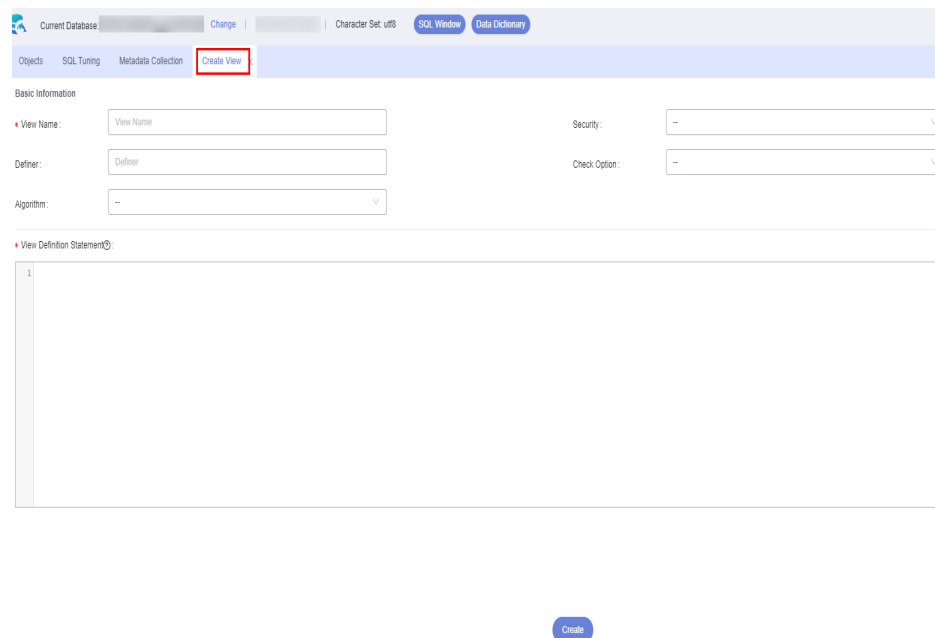 Current Database: Change | | Character Set: utf8 SQL Window Data Dictionary
Objects SQL Tuning Metadata Collection Create View
Basic Information
* View Name: View Name Security: --
Definer: Definer Check Option: --
Algorithm: --
* View Definition Statement?:
1
Create